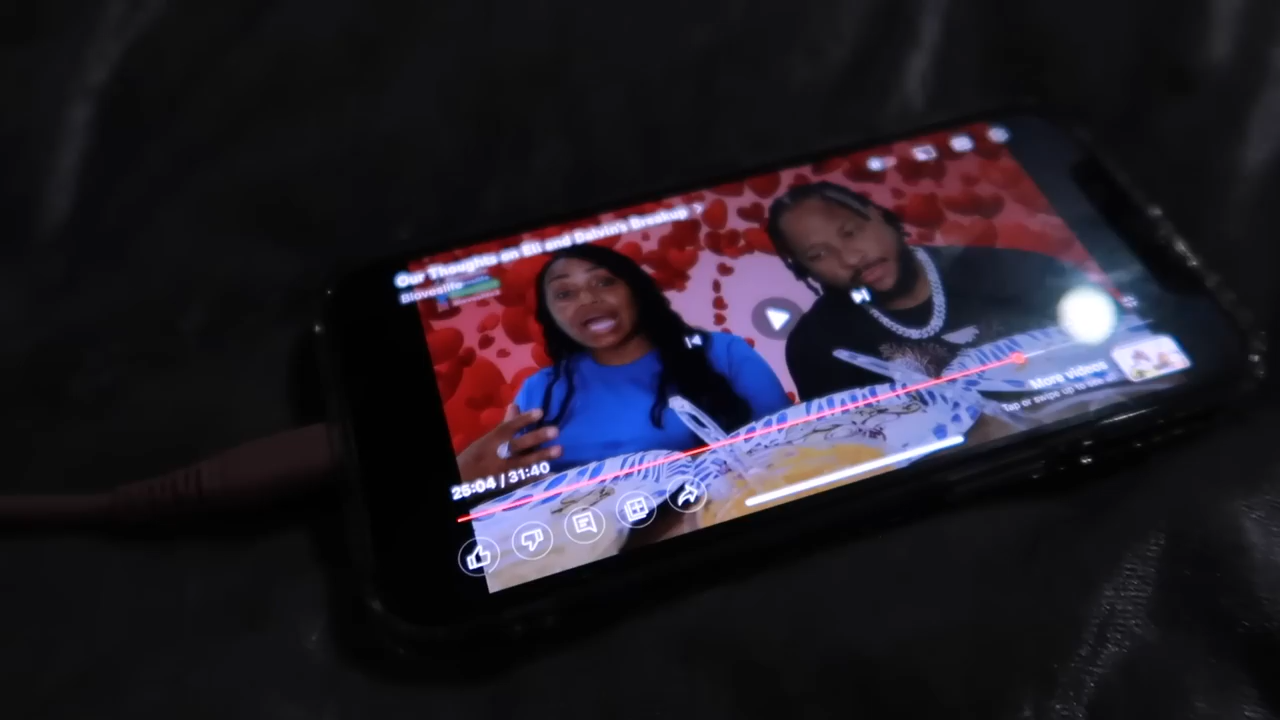 Our Thoughts on Eli and Dalvin's Breakup >
Bloveslife
25:04 / 31:40
More videos
Tap or swipe up to see all